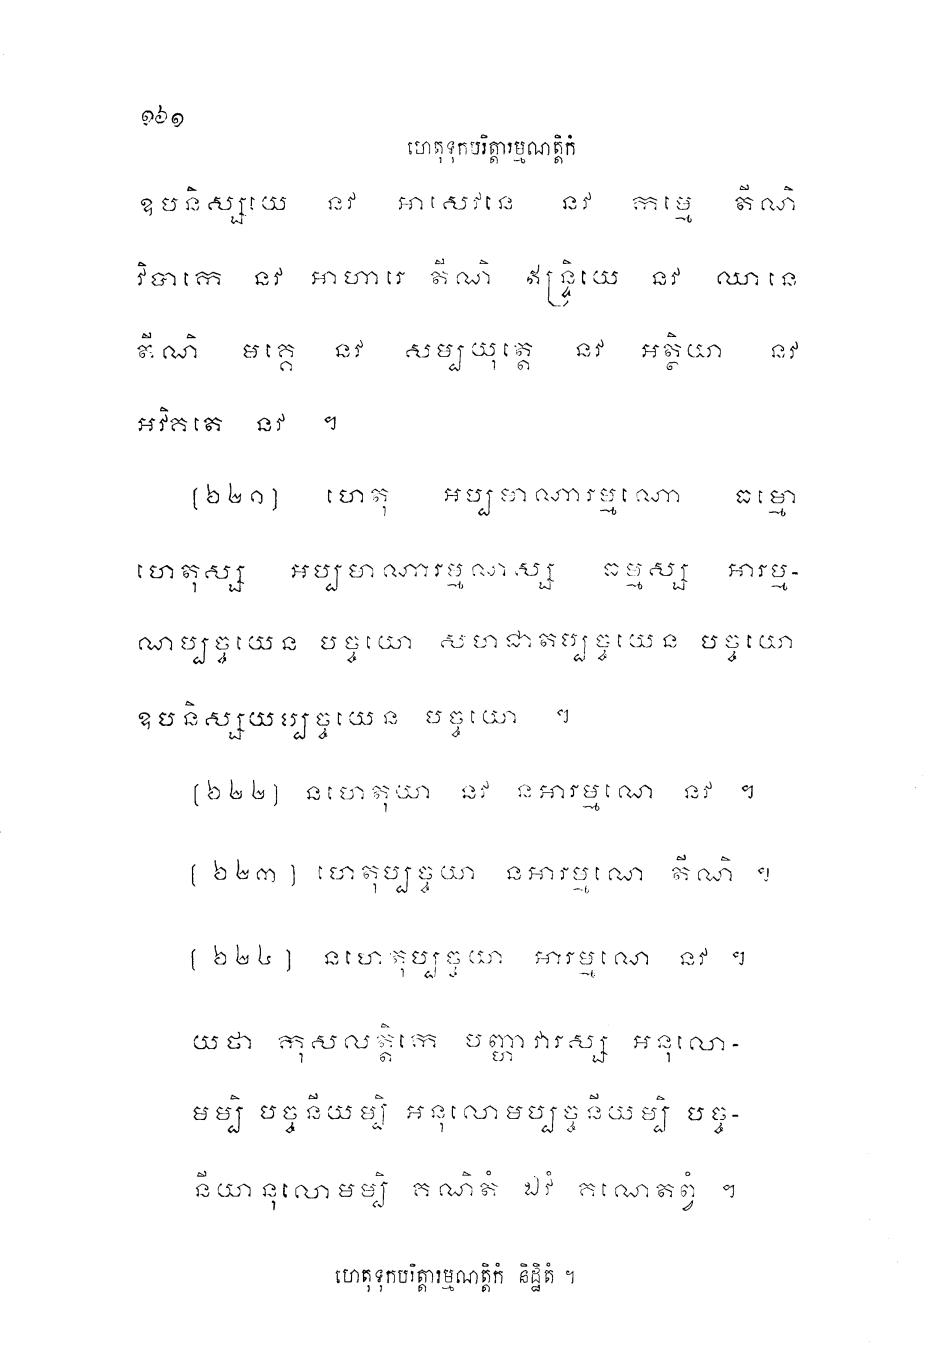 ១៦១
ហេតុទុកបរិត្តារម្មណត្តិកំ
ឧបនិស្សយេ នវ អាសេវនេ នវ កម្មេ តីណិ
វិបាកេ នវ អាហារេ តីណិ ឥន្ទ្រិយេ នវ ឈានេ
តីណិ មគ្គេ នវ សម្បយុត្តេ នវ អត្ថិយា នវ
អវិគតេ នវ ។
[៦២១] ហេតុ អប្បមាណារម្មណោ ធម្មោ
ហេតុស្ស អប្បមាណារម្មណស្ស ធម្មស្ស អារម្ម-
ណប្បច្ចយេន បច្ចយោ សហជាតប្បច្ចយេន បច្ចយោ
ឧបនិស្សយប្បច្ចយេន បច្ចយោ ។
[៦២២] នហេតុយា នវ នអារម្មណេ នវ ។
[៦២៣] ហេតុប្បច្ចយា នអារម្មណេ តីណិ ។
[៦២៤] នហេតុប្បច្ចយា អារម្មណេ នវ ។
យថា កុសលត្តិកេ បញ្ហាវារស្ស អនុលោ-
មម្បិ បច្ចនីយម្បិ អនុលោមប្បច្ចនីយម្បិ បច្ច-
នីយានុលោមម្បិ គណិតំ ឯវំ គណេតព្វំ ។
ហេតុទុកបរិត្តារម្មណត្តិកំ និដ្ឋិតំ ។